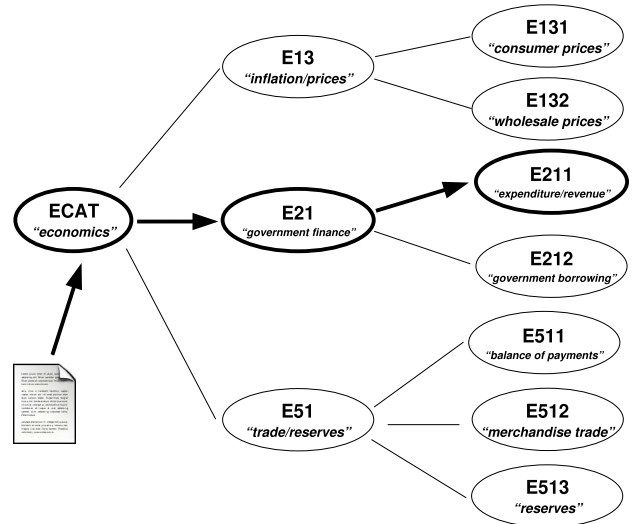 E131
“consumer prices”
E13
“inflation/prices”
E132
“wholesale prices”
E211
“expenditure/revenue”
ECAT
“economics”
E21
“government finance”
E212
“government borrowing”
E511
“balance of payments”
E51
“trade/reserves”
E512
“merchandise trade”
E513
“reserves”